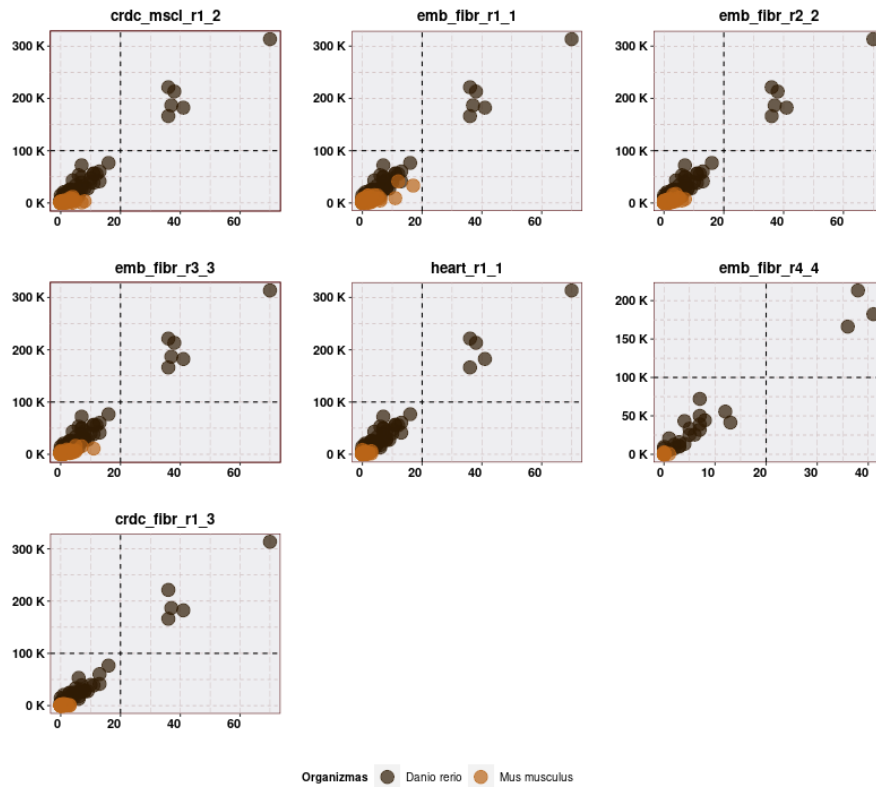 crdc_mscl_r1_2 emb_fibr_r1_1 emb_fibr_r2_2
300 K 300 K 300 K
200 K 200 K 200 K
100 K 100 K 100 K
0 K 0 K 0 K
0 20 40 60 0 20 40 60 0 20 40 60
emb_fibr_r3_3 heart_r1_1 emb_fibr_r4_4
300 K 300 K 200 K
200 K 200 K 150 K
100 K 100 K 100 K
50 K
0 K 0 K 0 K
0 20 40 60 0 20 40 60 0 10 20 30 40
crdc_fibr_r1_3
300 K
200 K
100 K
0 K
0 20 40 60
Organizmas Danio rerio Mus musculus